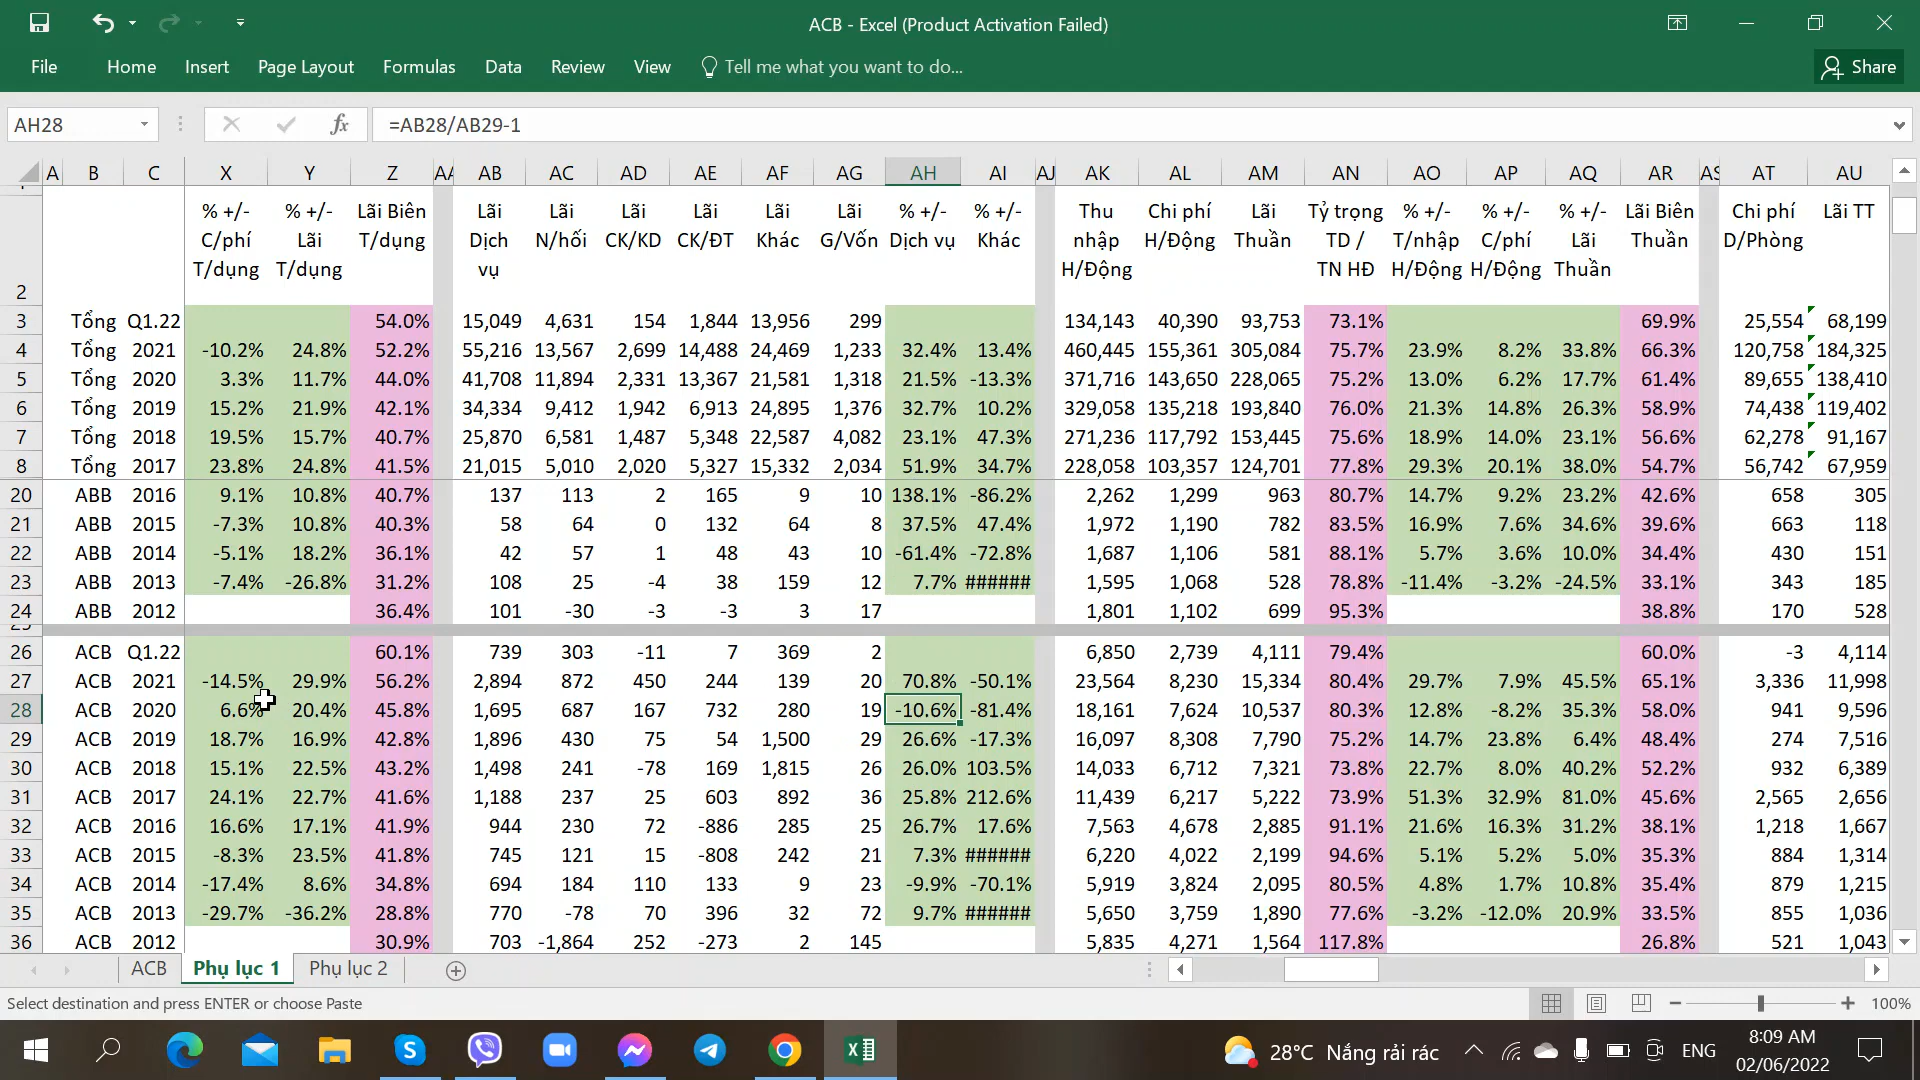 ACB - Excel (Product Activation Failed)
File Home Insert Page Layout Formulas Data Review View Tell me what you want to do... Share
AH28 fx =AB28/AB29-1
A B C X Y Z AA AB AC AD AE AF AG AH AI AJ AK AL AM AN AO AP AQ AR AS AT AU
% +/- % +/- Lãi Biên Lãi Lãi Lãi Lãi Lãi Lãi % +/- % +/- Thu Chi phí Lãi Tỷ trọng % +/- % +/- % +/- Lãi Biên Chi phí Lãi TT
C/phí Lãi T/dụng Dịch N/hối CK/KD CK/ĐT Khác G/Vốn Dịch vụ Khác nhập H/Động Thuần TD / T/nhập C/phí Lãi Thuần D/Phòng
T/dụng T/dụng vụ H/Động TN HĐ H/Động H/Động Thuần
2
3 Tổng Q1.22 54.0% 15,049 4,631 154 1,844 13,956 299 134,143 40,390 93,753 73.1% 69.9% 25,554 68,199
4 Tổng 2021 -10.2% 24.8% 52.2% 55,216 13,567 2,699 14,488 24,469 1,233 32.4% 13.4% 460,445 155,361 305,084 75.7% 23.9% 8.2% 33.8% 66.3% 120,758 184,325
5 Tổng 2020 3.3% 11.7% 44.0% 41,708 11,894 2,331 13,367 21,581 1,318 21.5% -13.3% 371,716 143,650 228,065 75.2% 13.0% 6.2% 17.7% 61.4% 89,655 138,410
6 Tổng 2019 15.2% 21.9% 42.1% 34,334 9,412 1,942 6,913 24,895 1,376 32.7% 10.2% 329,058 135,218 193,840 76.0% 21.3% 14.8% 26.3% 58.9% 74,438 119,402
7 Tổng 2018 19.5% 15.7% 40.7% 25,870 6,581 1,487 5,348 22,587 4,082 23.1% 47.3% 271,236 117,792 153,445 75.6% 18.9% 14.0% 23.1% 56.6% 62,278 91,167
8 Tổng 2017 23.8% 24.8% 41.5% 21,015 5,010 2,020 5,327 15,332 2,034 51.9% 34.7% 228,058 103,357 124,701 77.8% 29.3% 20.1% 38.0% 54.7% 56,742 67,959
20 ABB 2016 9.1% 10.8% 40.7% 137 113 2 165 9 10 138.1% -86.2% 2,262 1,299 963 80.7% 14.7% 9.2% 23.2% 42.6% 658 305
21 ABB 2015 -7.3% 10.8% 40.3% 58 64 0 132 64 8 37.5% 47.4% 1,972 1,190 782 83.5% 16.9% 7.6% 34.6% 39.6% 663 118
22 ABB 2014 -5.1% 18.2% 36.1% 42 57 1 48 43 10 -61.4% -72.8% 1,687 1,106 581 88.1% 5.7% 3.6% 10.0% 34.4% 430 151
23 ABB 2013 -7.4% -26.8% 31.2% 108 25 -4 38 159 12 7.7% ###### 1,595 1,068 528 78.8% -11.4% -3.2% -24.5% 33.1% 343 185
24 ABB 2012 36.4% 101 -30 -3 -3 3 17 1,801 1,102 699 95.3% 38.8% 170 528
26 ACB Q1.22 60.1% 739 303 -11 7 369 2 6,850 2,739 4,111 79.4% 60.0% -3 4,114
27 ACB 2021 -14.5% 29.9% 56.2% 2,894 872 450 244 139 20 70.8% -50.1% 23,564 8,230 15,334 80.4% 29.7% 7.9% 45.5% 65.1% 3,336 11,998
28 ACB 2020 6.6% 20.4% 45.8% 1,695 687 167 732 280 19 -10.6% -81.4% 18,161 7,624 10,537 80.3% 12.8% -8.2% 35.3% 58.0% 941 9,596
29 ACB 2019 18.7% 16.9% 42.8% 1,896 430 75 54 1,500 29 26.6% -17.3% 16,097 8,308 7,790 75.2% 14.7% 23.8% 6.4% 48.4% 274 7,516
30 ACB 2018 15.1% 22.5% 43.2% 1,498 241 -78 169 1,815 26 26.0% 103.5% 14,033 6,712 7,321 73.8% 22.7% 8.0% 40.2% 52.2% 932 6,389
31 ACB 2017 24.1% 22.7% 41.6% 1,188 237 25 603 892 36 25.8% 212.6% 11,439 6,217 5,222 73.9% 51.3% 32.9% 81.0% 45.6% 2,565 2,656
32 ACB 2016 16.6% 17.1% 41.9% 944 230 72 -886 285 25 26.7% 17.6% 7,563 4,678 2,885 91.1% 21.6% 16.3% 31.2% 38.1% 1,218 1,667
33 ACB 2015 -8.3% 23.5% 41.8% 745 121 15 -808 242 21 7.3% ###### 6,220 4,022 2,199 94.6% 5.1% 5.2% 5.0% 35.3% 884 1,314
34 ACB 2014 -17.4% 8.6% 34.8% 694 184 110 133 9 23 -9.9% -70.1% 5,919 3,824 2,095 80.5% 4.8% 1.7% 10.8% 35.4% 879 1,215
35 ACB 2013 -29.7% -36.2% 28.8% 770 -78 70 396 32 72 9.7% ###### 5,650 3,759 1,890 77.6% -3.2% -12.0% 20.9% 33.5% 855 1,036
36 ACB 2012 30.9% 703 -1,864 252 -273 2 145 5,835 4,271 1,564 117.8% 26.8% 521 1,043
ACB Phụ lục 1 Phụ lục 2
Select destination and press ENTER or choose Paste 100%
28°C Nắng rải rác ENG 8:09 AM
02/06/2022